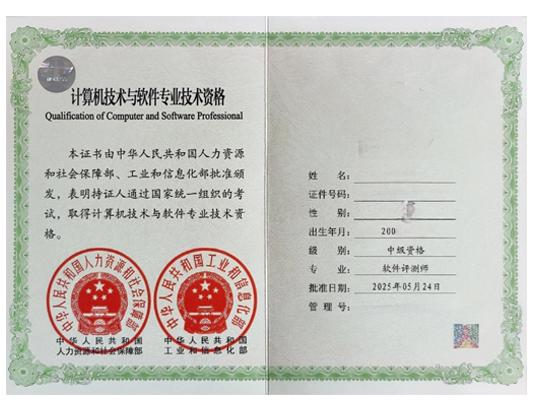 计算机技术与软件专业技术资格
Qualification of Computer and Software Professional
本证书由中华人民共和国人力资源
和社会保障部、工业和信息化部批准颁
发，表明持证人通过国家统一组织的考
试，取得计算机技术与软件专业技术资
格。
中华人民共和国人力资源和社会保障部
中华人民共和国工业和信息化部
中华人民共和国
人力资源和社会保障部
中华人民共和国
工业和信息化部
姓 名：
证件号码：
性 别：
出生年月：200
级 别：中级资格
专 业：软件评测师
批准日期：2025年05月24日
管 理 号：